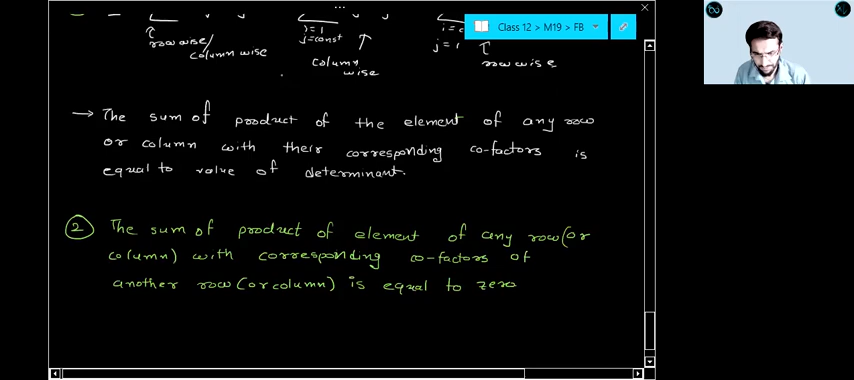 i=1
j=const
Class 12 > M19 > FB
row wise/
column wise
column
wise
j=1
row wise
→ The sum of product of the element of any row
or column with their corresponding co-factors is
equal to value of determinant.
② The sum of product of element of any row (or
column) with corresponding co-factors of
another row (or column) is equal to zero